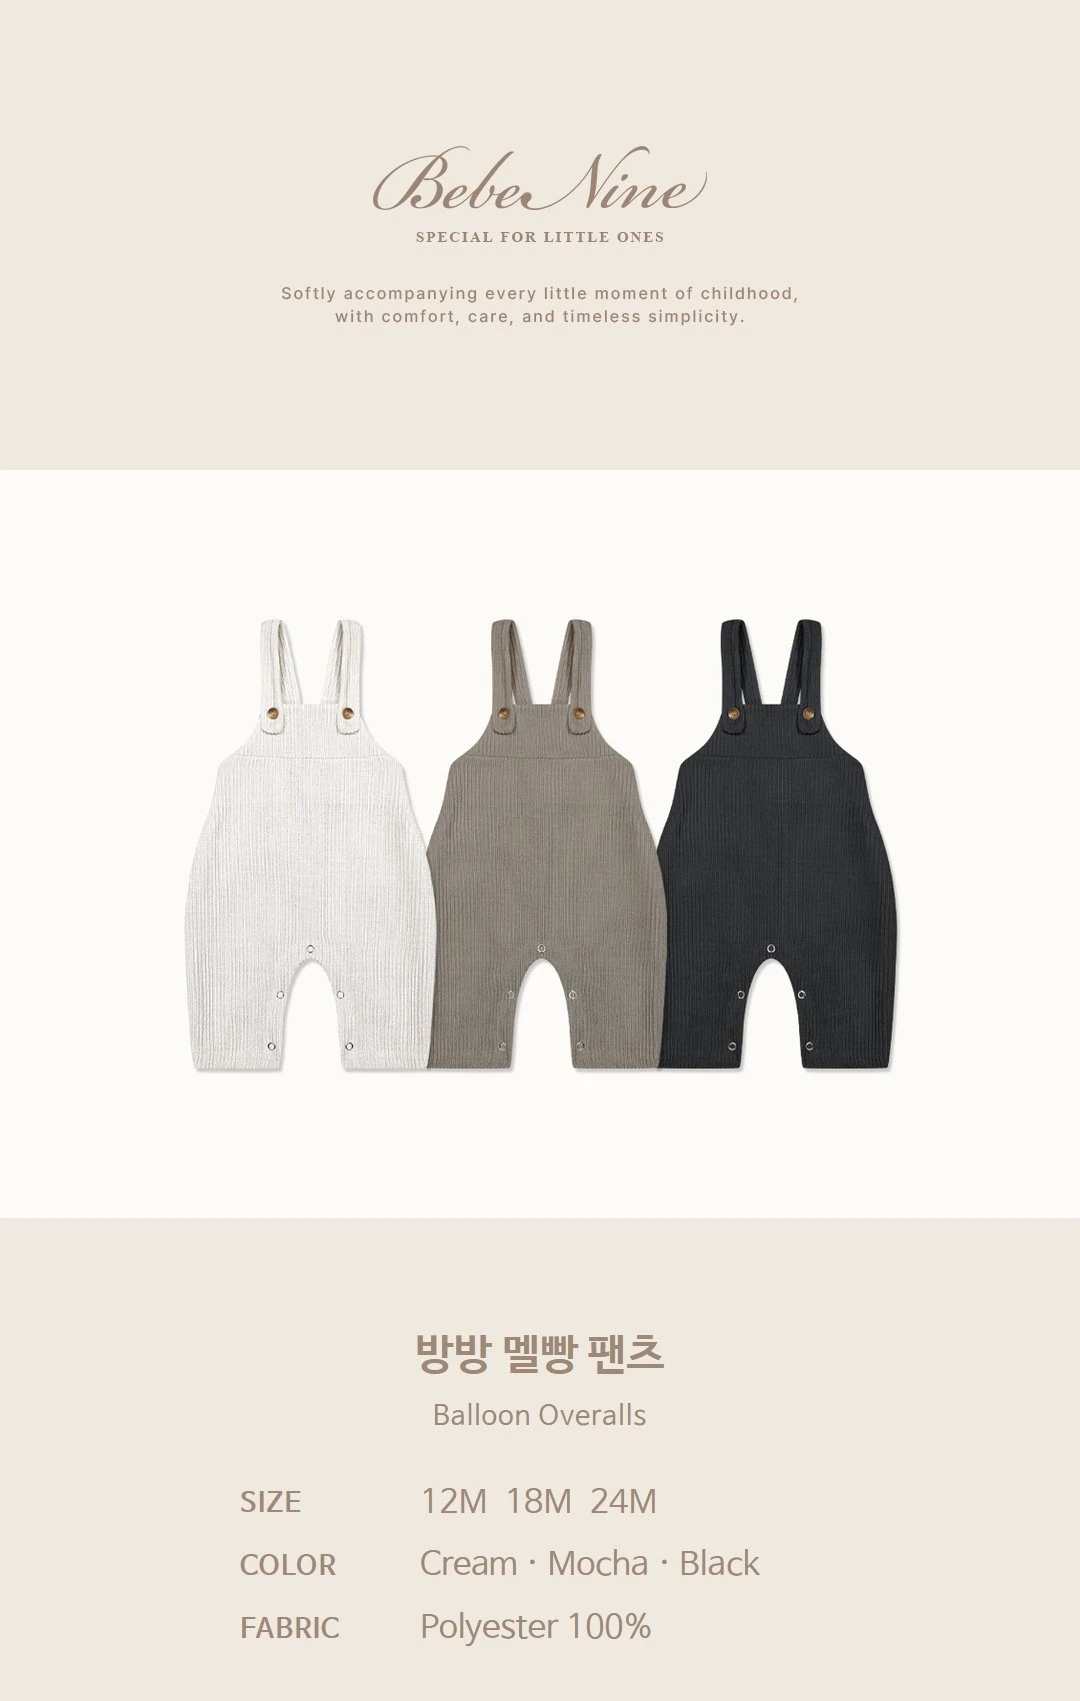 Bebe Nine
SPECIAL FOR LITTLE ONES
Softly accompanying every little moment of childhood,
with comfort, care, and timeless simplicity.
방방 멜빵 팬츠
Balloon Overalls
SIZE 12M 18M 24M
COLOR Cream · Mocha · Black
FABRIC Polyester 100%